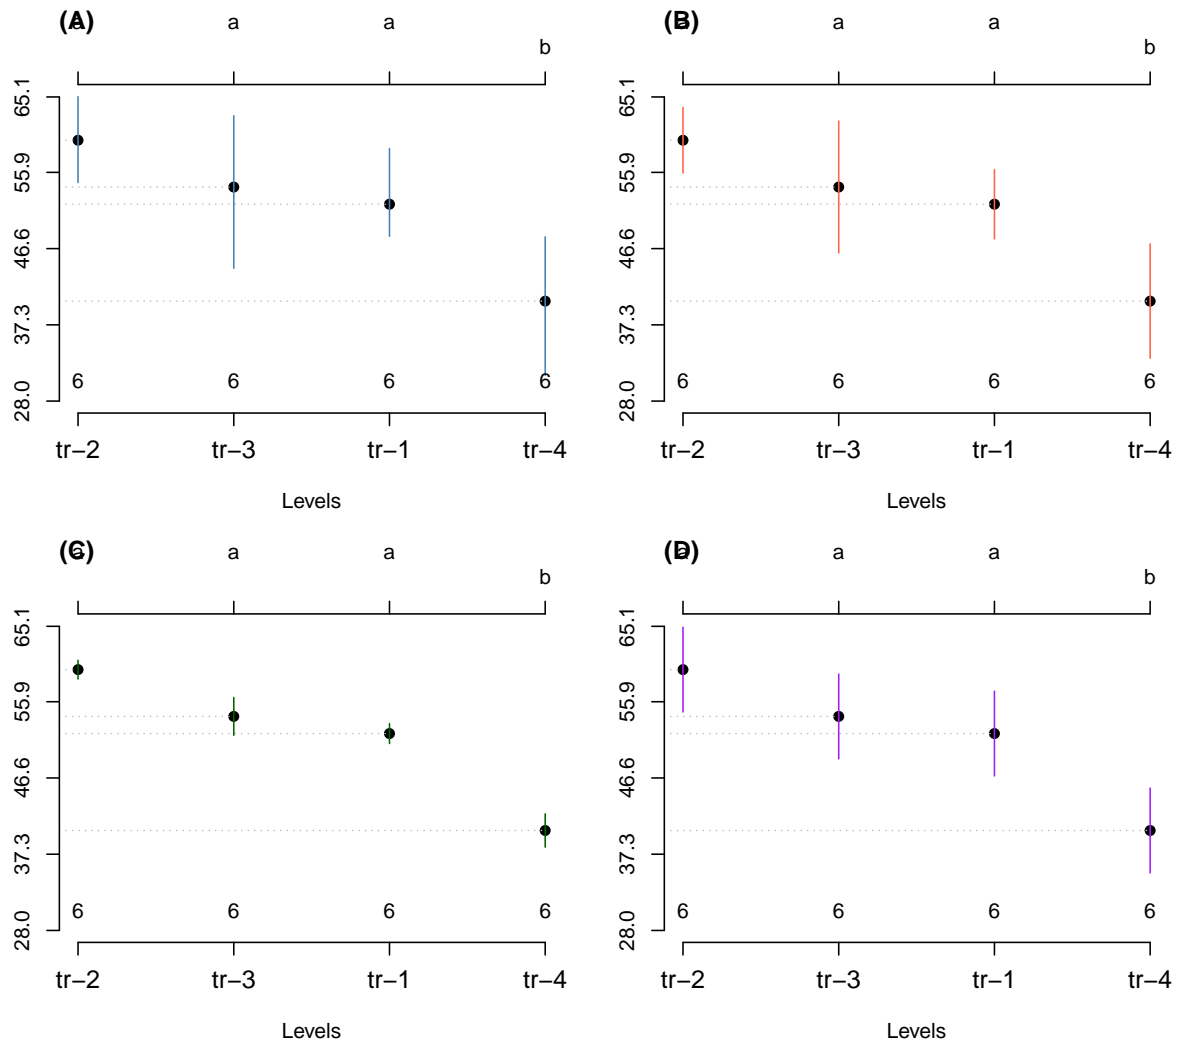 (A) a a a (B) a a a
b b
65.1 65.1
55.9 55.9
46.6 46.6
37.3 37.3
6 6 6 6 6 6 6 6
28.0 28.0
tr−2 tr−3 tr−1 tr−4 tr−2 tr−3 tr−1 tr−4
Levels Levels
(C) a a a (D) a a a
b b
65.1 65.1
55.9 55.9
46.6 46.6
37.3 37.3
6 6 6 6 6 6 6 6
28.0 28.0
tr−2 tr−3 tr−1 tr−4 tr−2 tr−3 tr−1 tr−4
Levels Levels